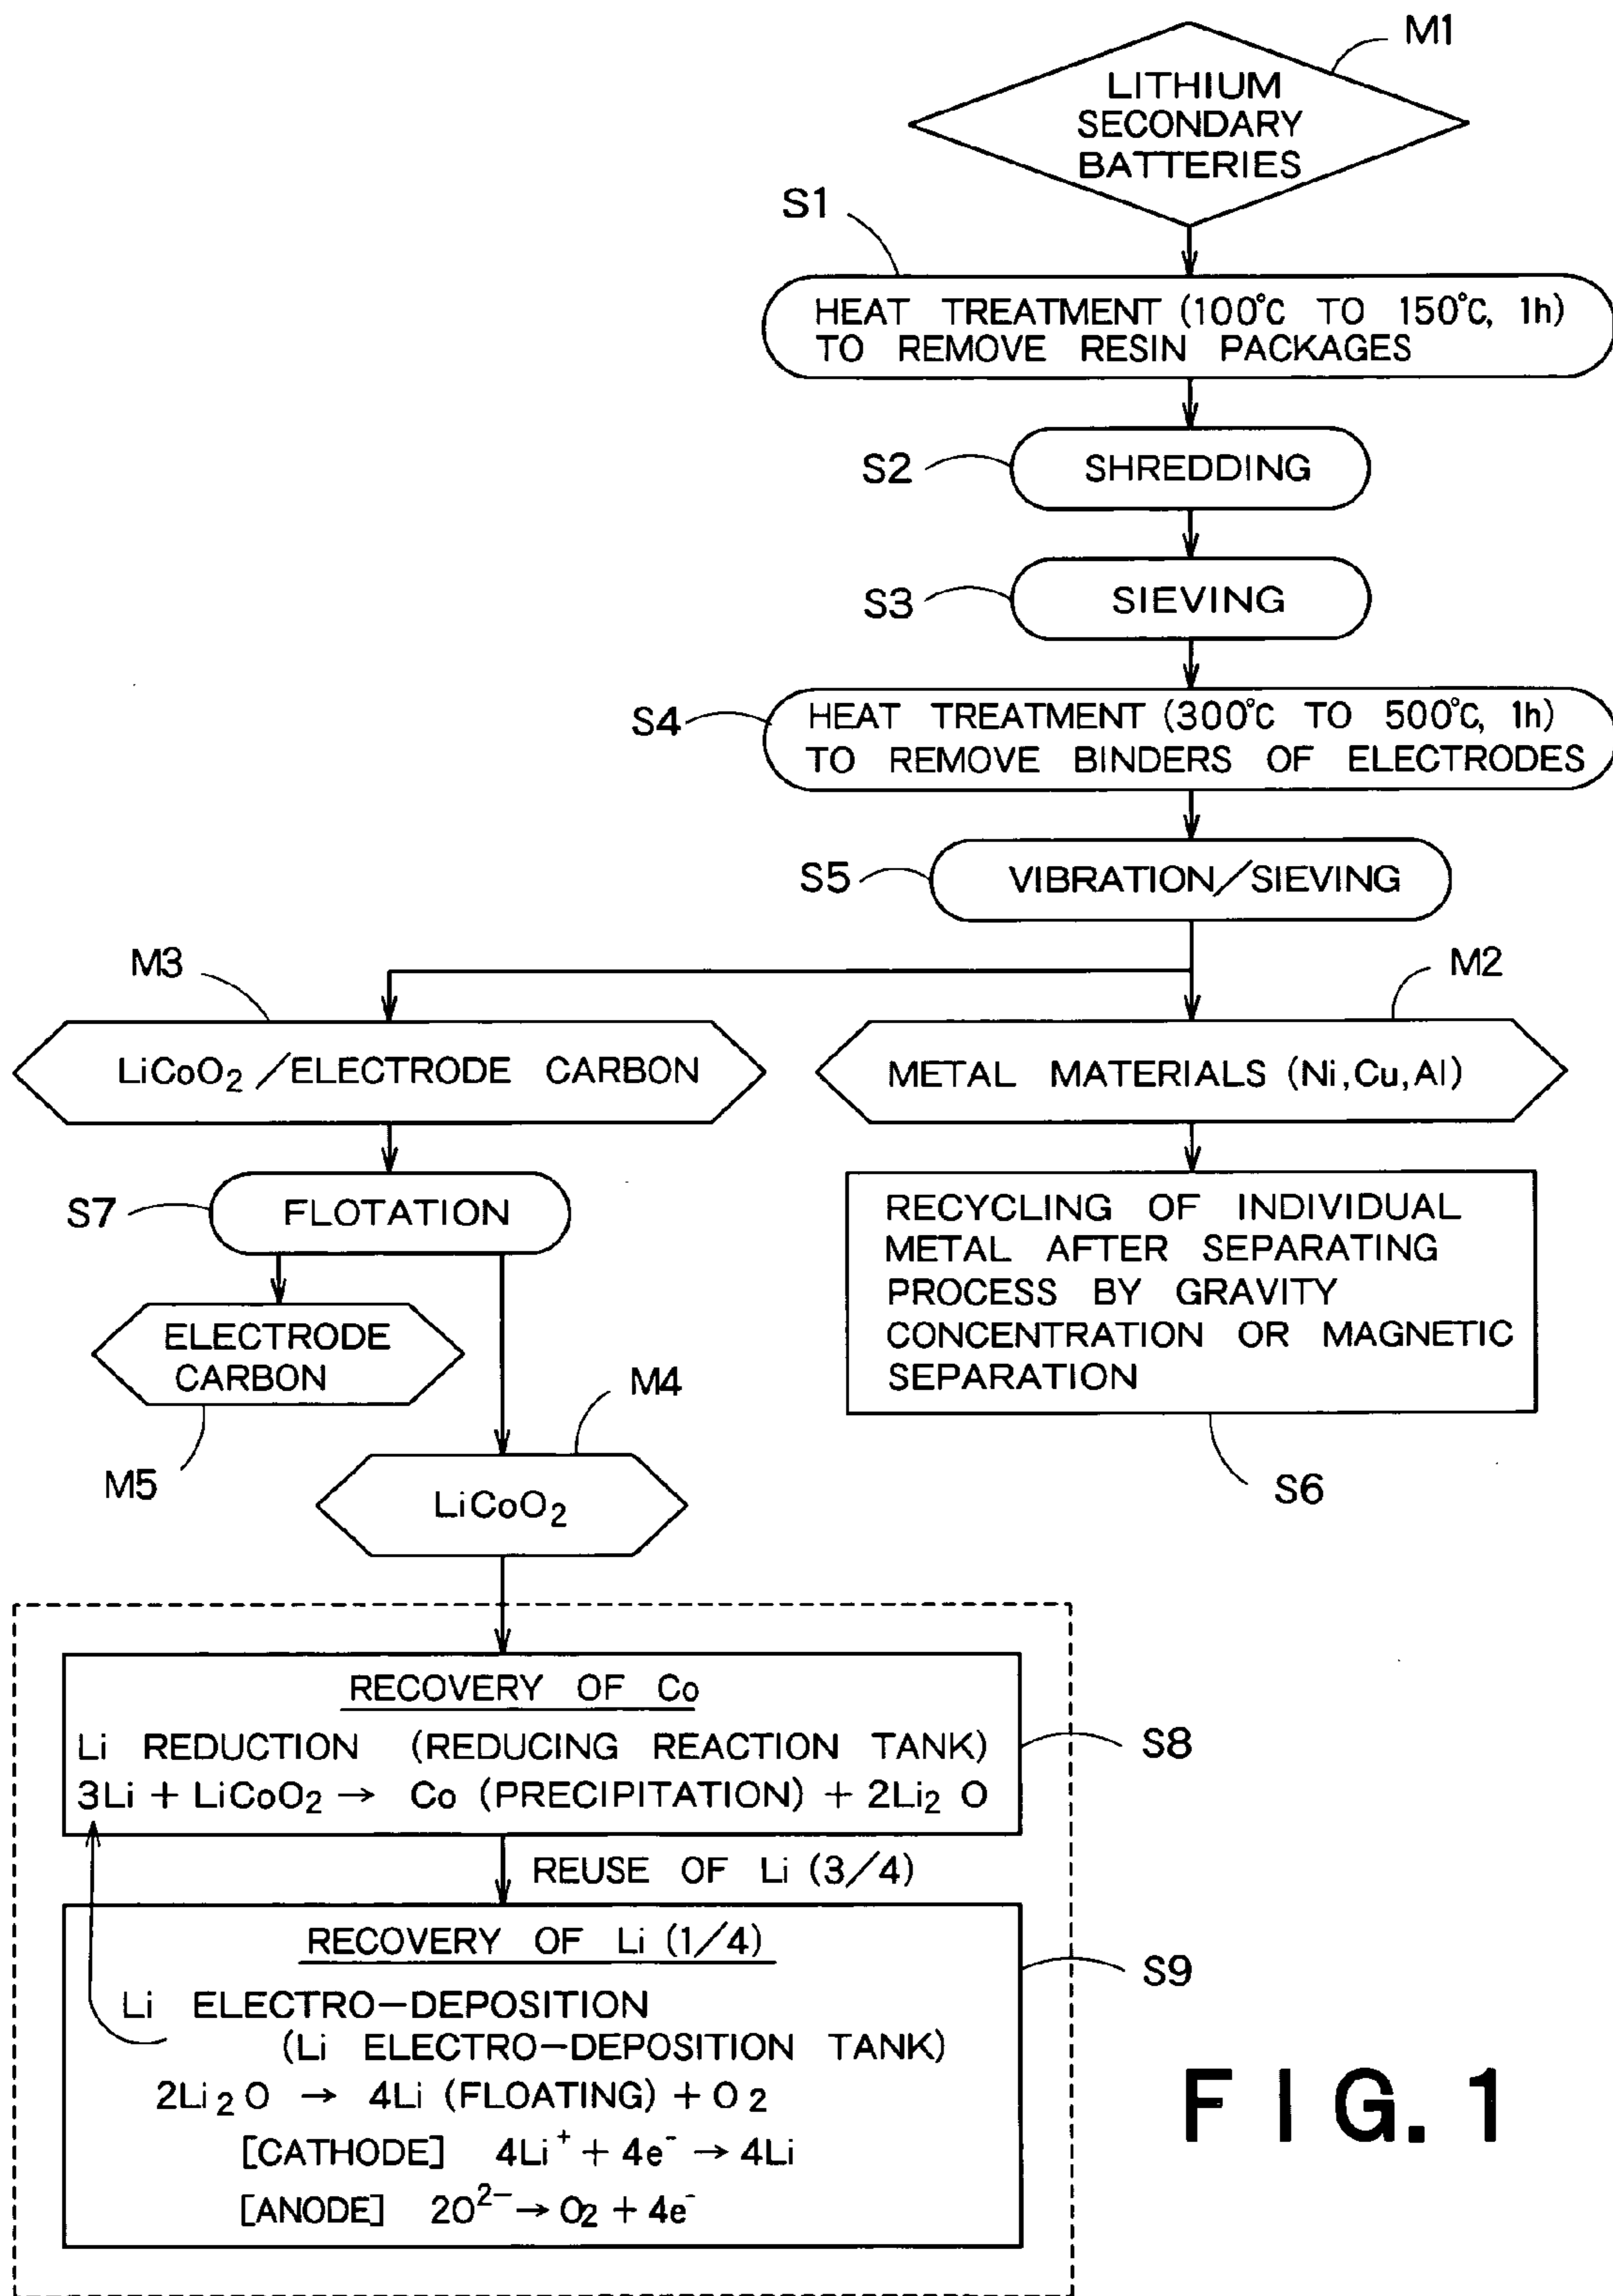 M1
LITHIUM
SECONDARY
BATTERIES
S1
HEAT TREATMENT (100°C TO 150°C, 1h)
TO REMOVE RESIN PACKAGES
S2
SHREDDING
S3
SIEVING
S4
HEAT TREATMENT (300°C TO 500°C, 1h)
TO REMOVE BINDERS OF ELECTRODES
S5
VIBRATION/SIEVING
M3
LiCoO₂/ELECTRODE CARBON
M2
METAL MATERIALS (Ni,Cu,Al)
S7
FLOTATION
RECYCLING OF INDIVIDUAL
METAL AFTER SEPARATING
PROCESS BY GRAVITY
CONCENTRATION OR MAGNETIC
SEPARATION
S6
ELECTRODE
CARBON
M5
M4
LiCoO₂
RECOVERY OF Co
Li REDUCTION (REDUCING REACTION TANK)
3Li + LiCoO₂ → Co (PRECIPITATION) + 2Li₂ O
S8
REUSE OF Li (3/4)
RECOVERY OF Li (1/4)
S9
Li ELECTRO-DEPOSITION
(Li ELECTRO-DEPOSITION TANK)
2Li₂O → 4Li (FLOATING) + O₂
[CATHODE] 4Li⁺ + 4e⁻ → 4Li
[ANODE] 2O²⁻ → O₂ + 4e⁻
FIG. 1